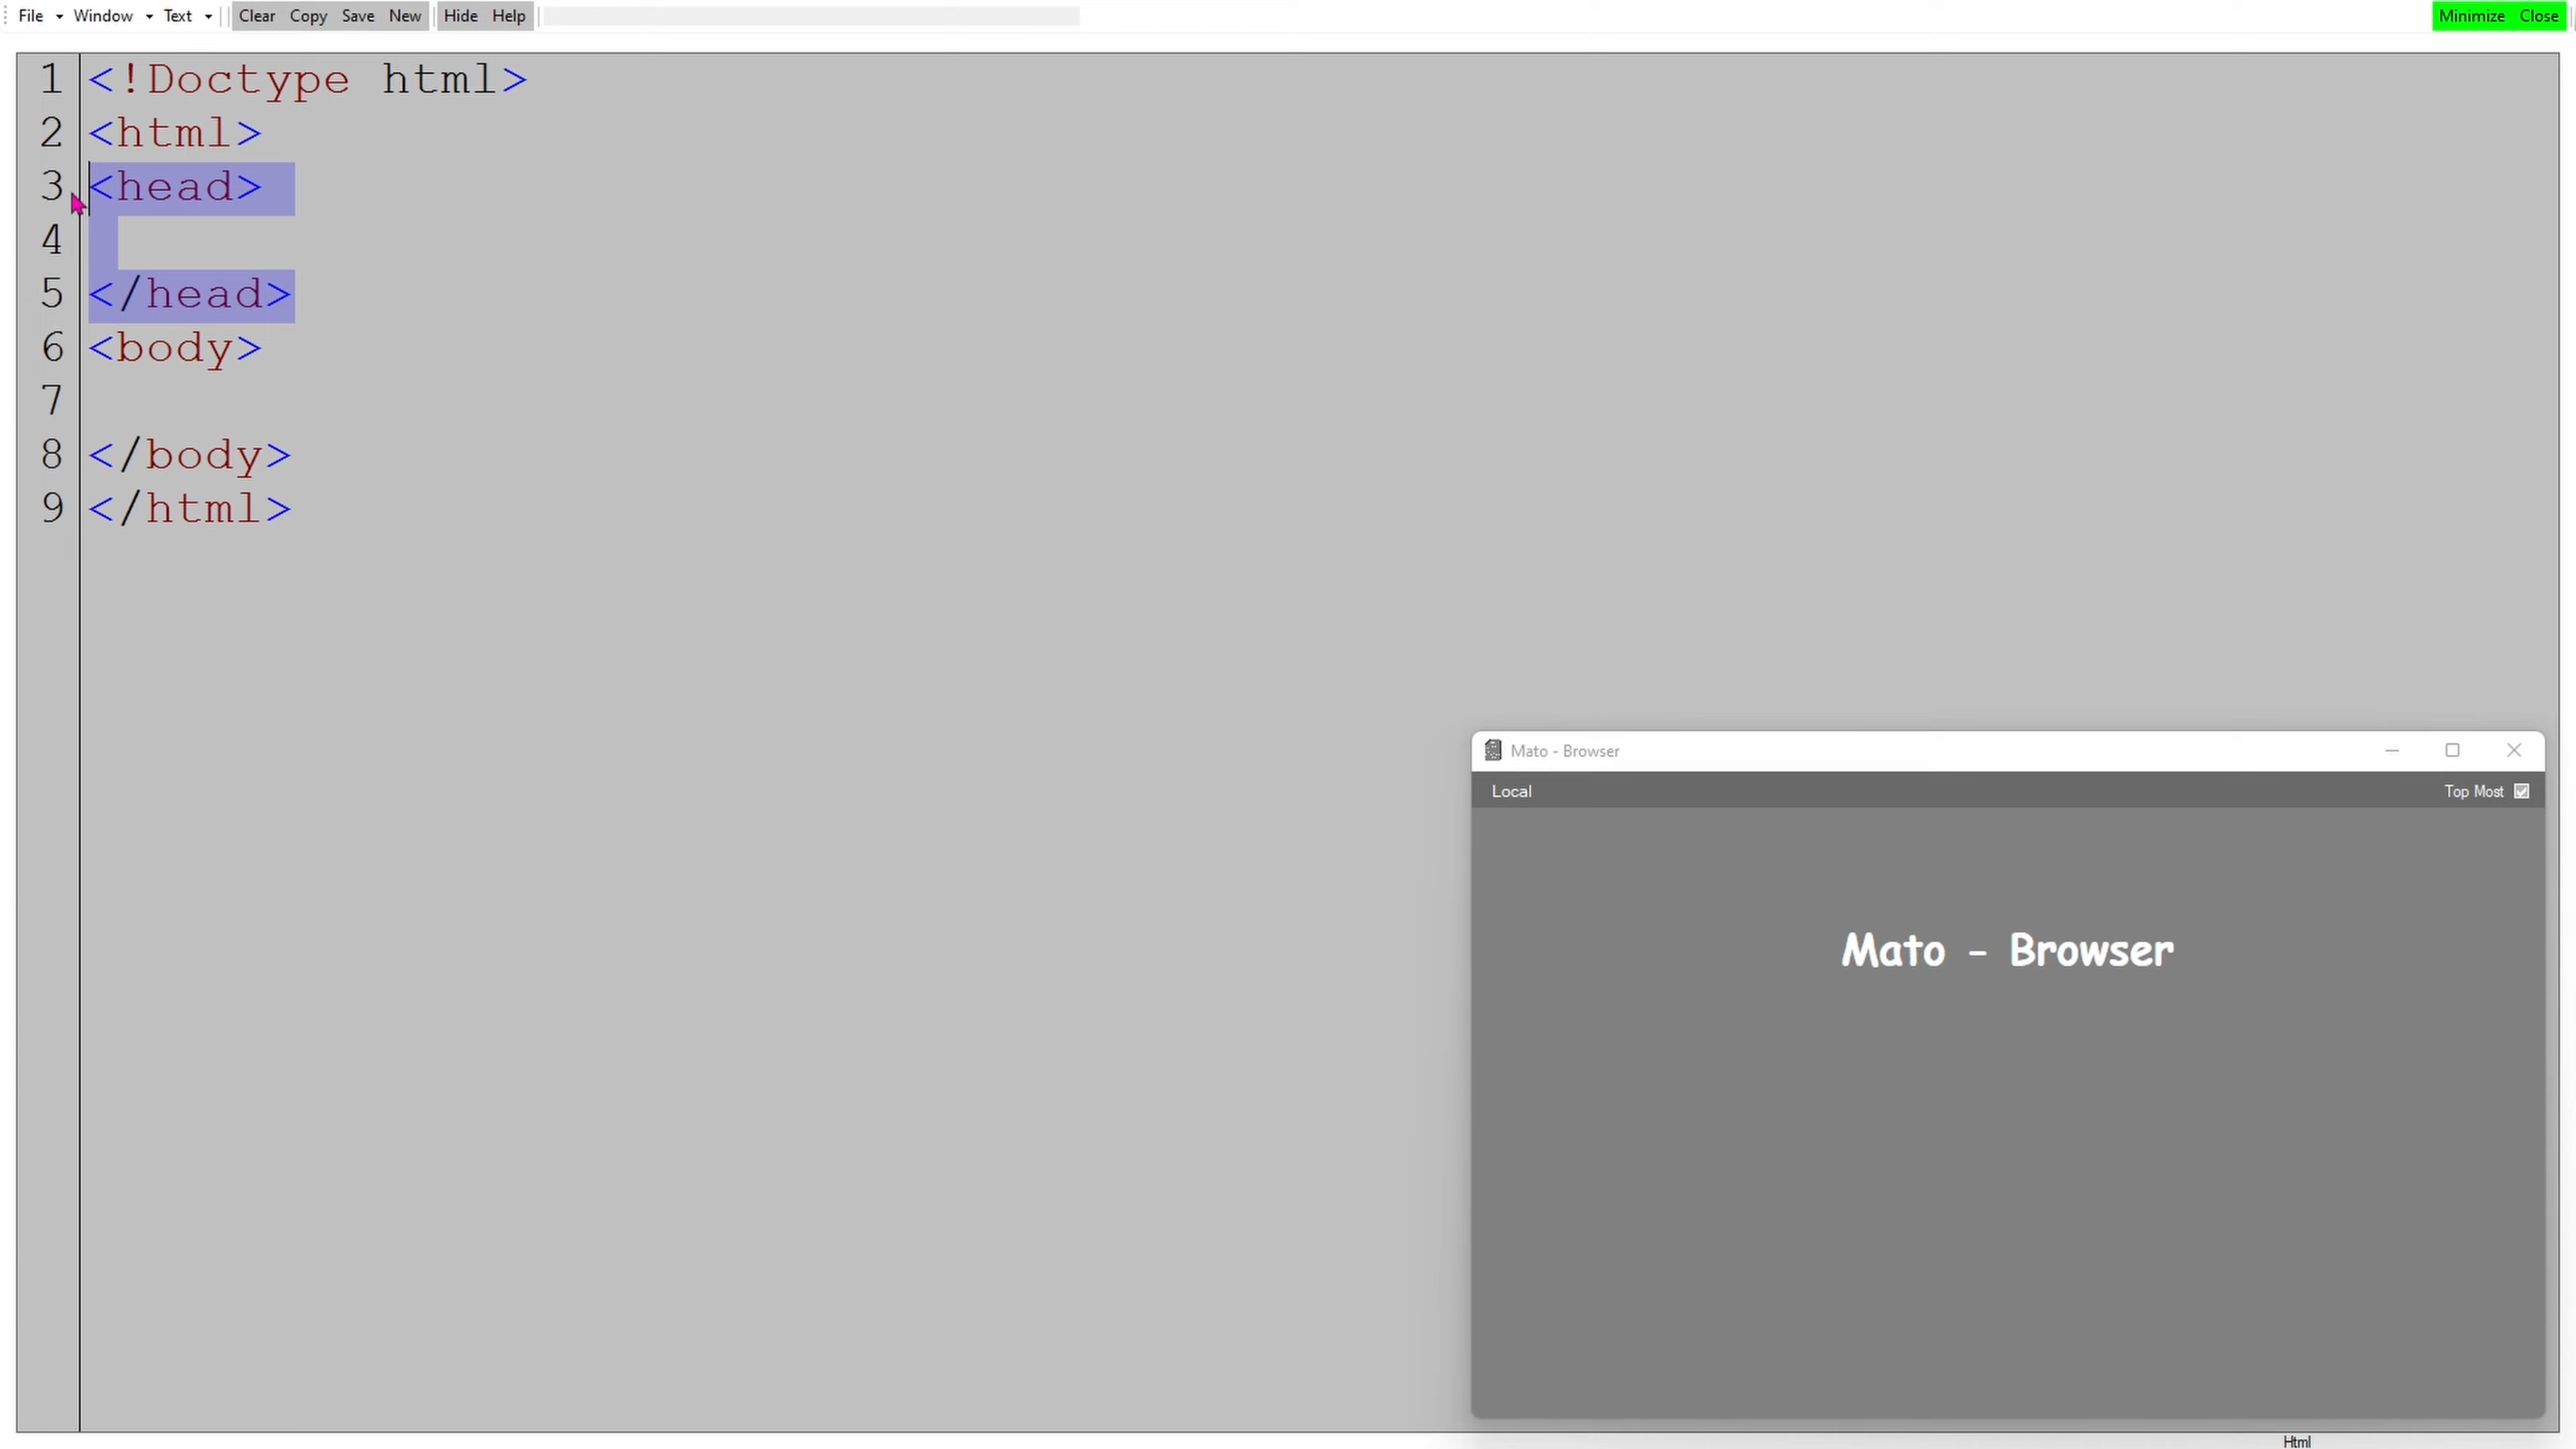 File Window Text Clear Copy Save New Hide Help Minimize Close
1 <!Doctype html>
2 <html>
3 <head>
4
5 </head>
6 <body>
7
8 </body>
9 </html>
Mato - Browser
Local Top Most
Mato - Browser
Html